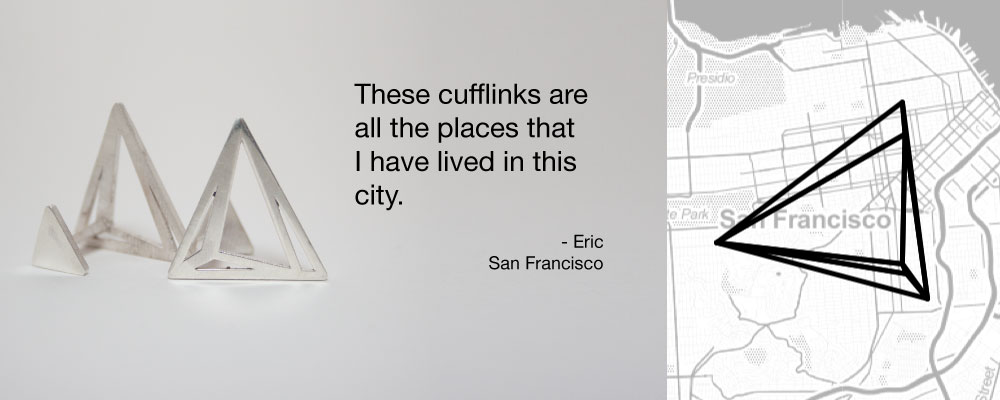 These cufflinks are
all the places that
I have lived in this
city.
- Eric
San Francisco
Presidio
te Park
San Francisco
Street